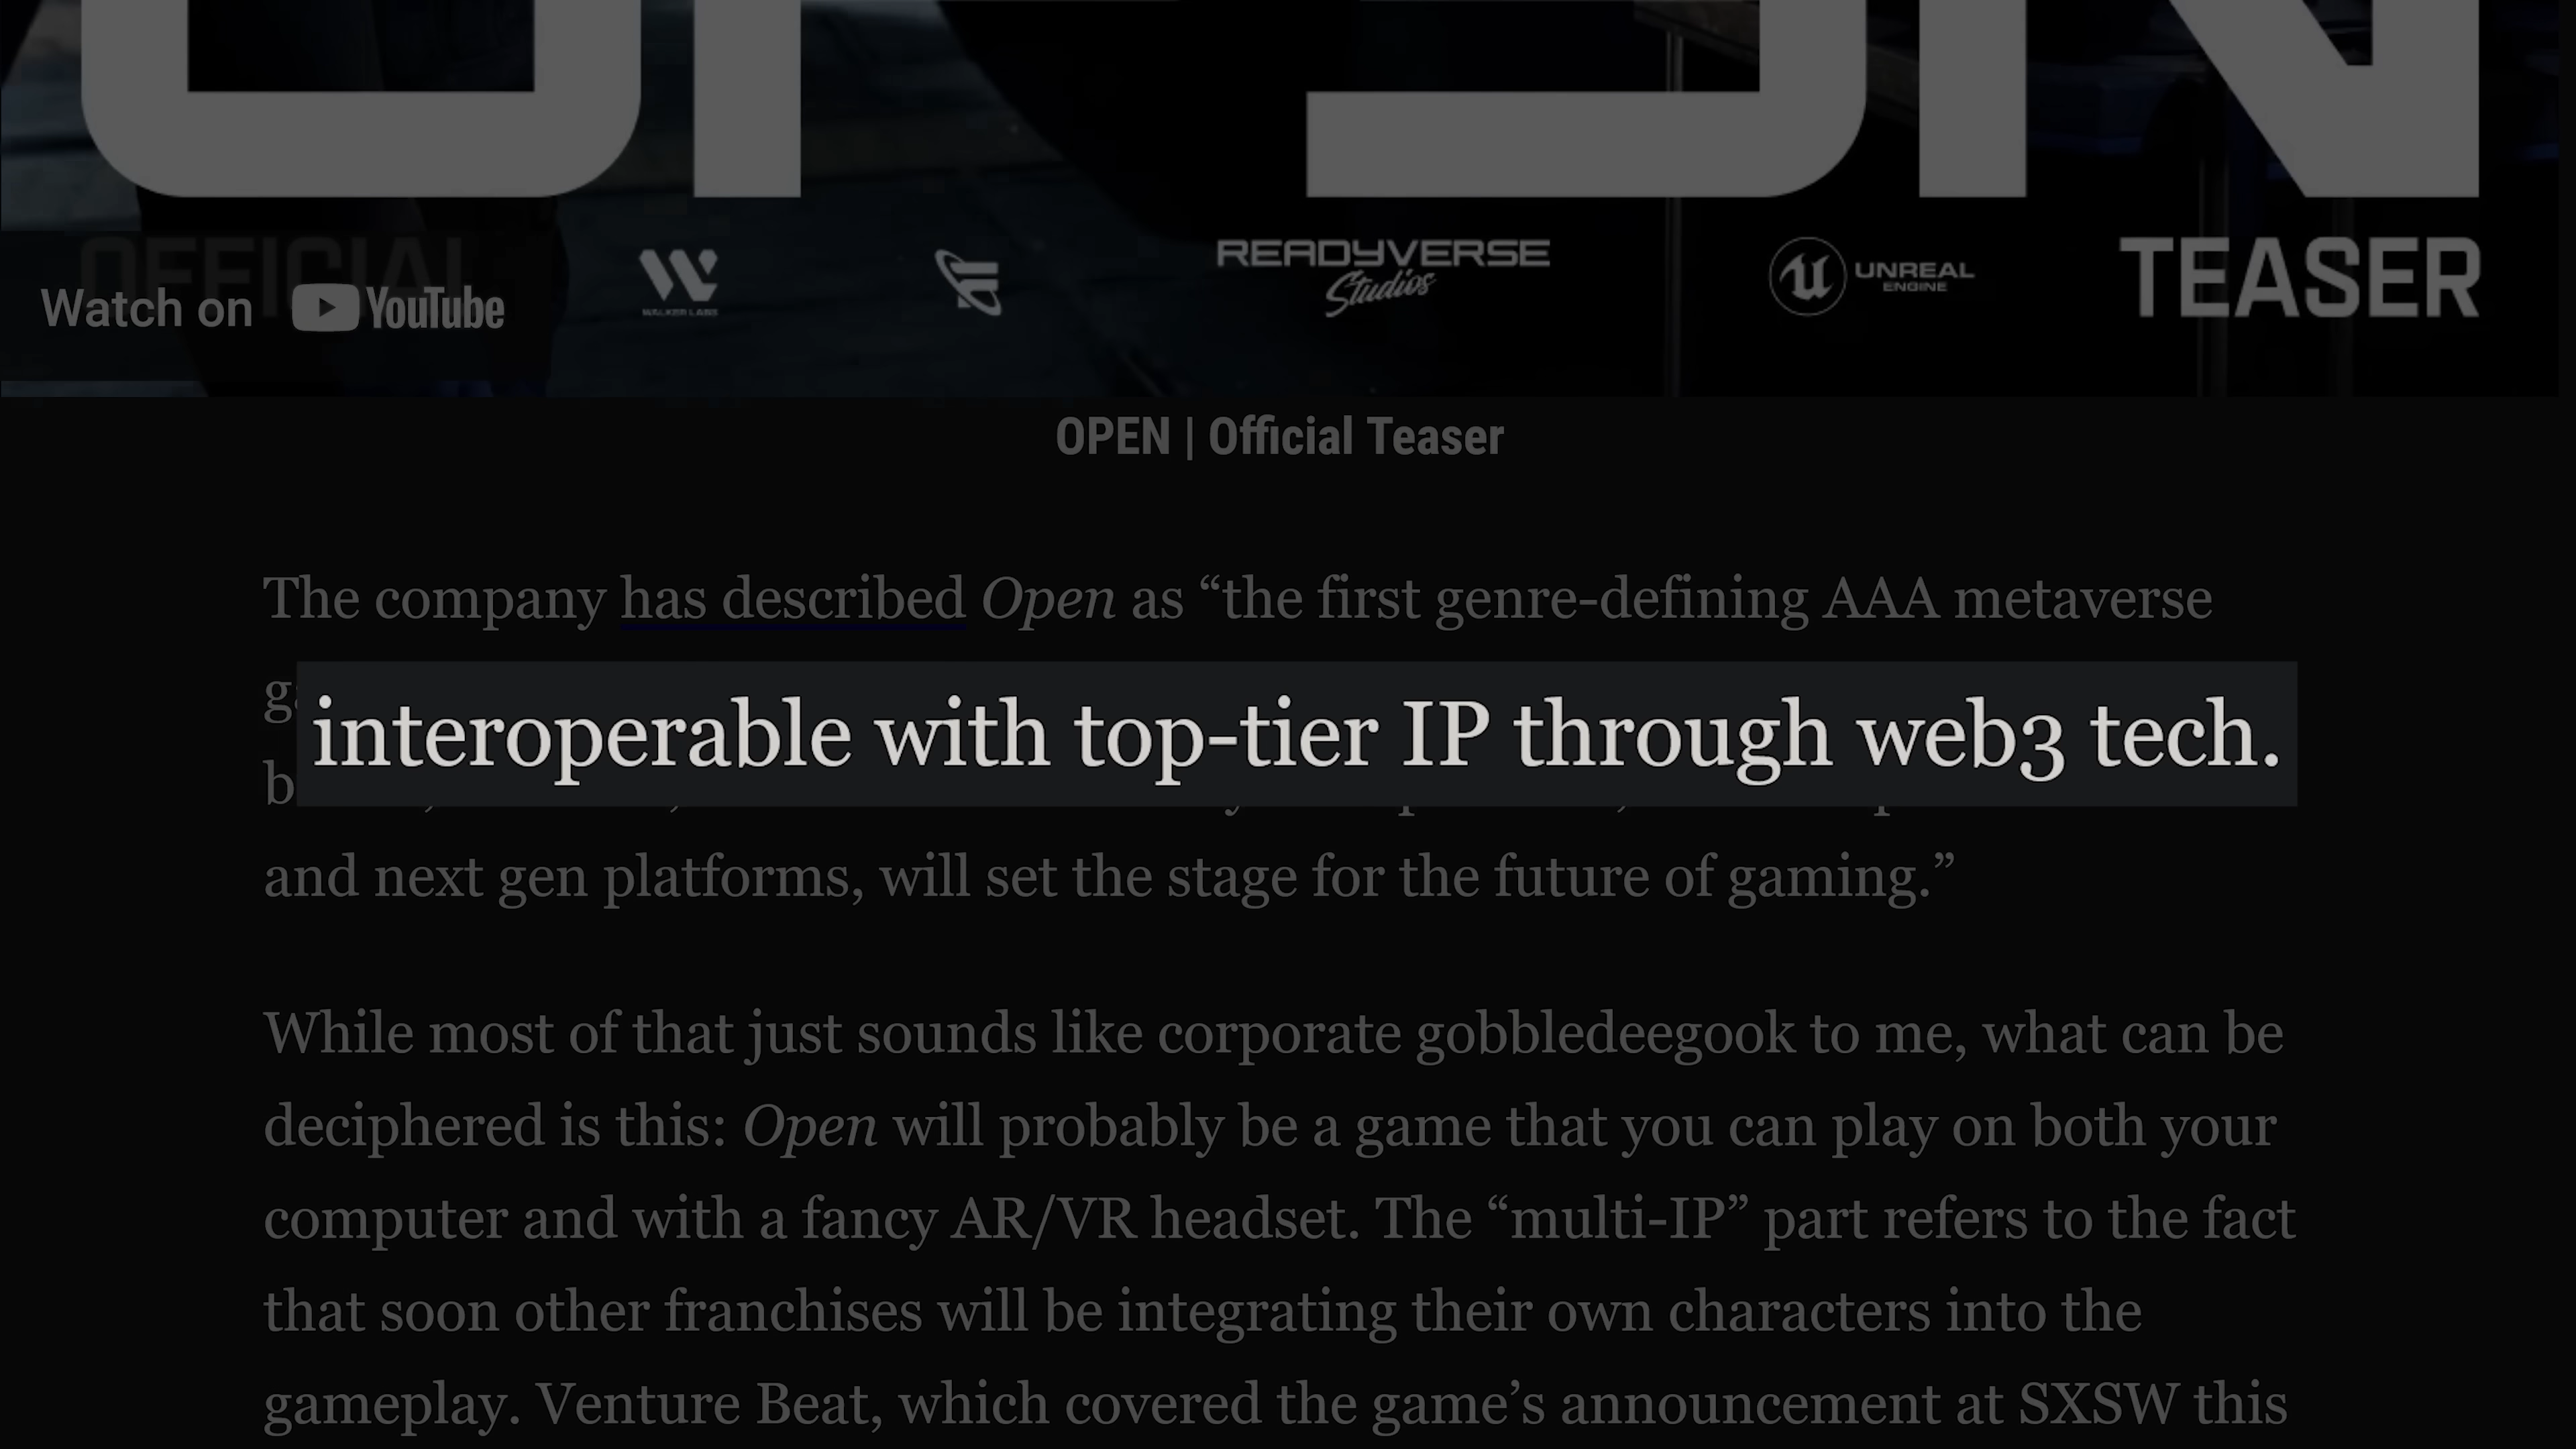 OPEN
OFFICIAL
Watch on YouTube
WALKER LABS
READYVERSE
Studios
UNREAL
ENGINE
TEASER
OPEN | Official Teaser
The company has described Open as “the first genre-defining AAA metaverse
interoperable with top-tier IP through web3 tech.
and next gen platforms, will set the stage for the future of gaming.”
While most of that just sounds like corporate gobbledeegook to me, what can be
deciphered is this: Open will probably be a game that you can play on both your
computer and with a fancy AR/VR headset. The “multi-IP” part refers to the fact
that soon other franchises will be integrating their own characters into the
gameplay. Venture Beat, which covered the game’s announcement at SXSW this